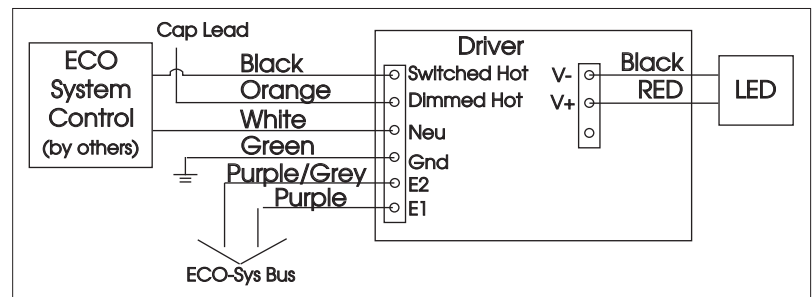 Cap Lead
ECO
System
Control
(by others)
Black
Orange
White
Green
Purple/Grey
Purple
ECO-Sys Bus
Driver
Switched Hot
Dimmed Hot
Neu
Gnd
E2
E1
V-
V+
Black
RED
LED